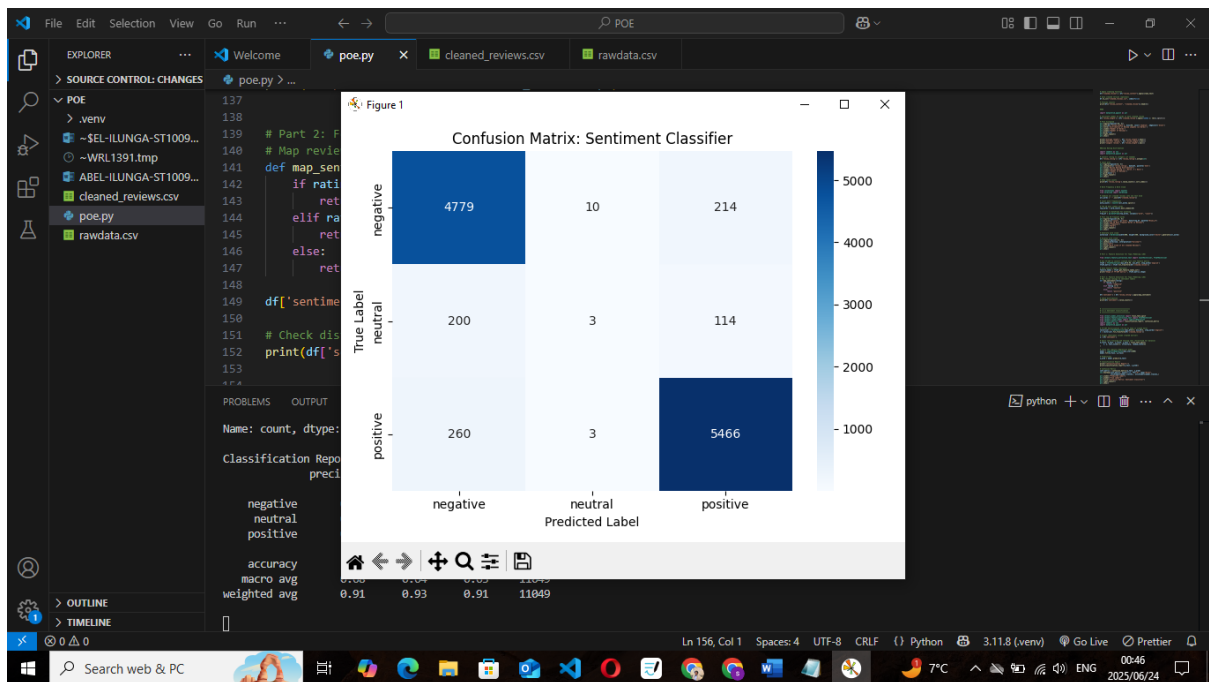 File Edit Selection View Go Run ··· POE
EXPLORER ···
SOURCE CONTROL: CHANGES
POE
.venv
~$EL-ILUNGA-ST1009...
~WRL1391.tmp
ABEL-ILUNGA-ST1009...
cleaned_reviews.csv
poe.py
rawdata.csv
OUTLINE
TIMELINE
Welcome poe.py cleaned_reviews.csv rawdata.csv
poe.py > ...
137
138
139 # Part 2: F
140 # Map revie
141 def map_sen
142 if rati
143 ret
144 elif ra
145 ret
146 else:
147 ret
148
149 df['sentime
150
151 # Check dis
152 print(df['s
153
Figure 1
Confusion Matrix: Sentiment Classifier
True Label
negative 4779 10 214
neutral 200 3 114
positive 260 3 5466
negative neutral positive
Predicted Label
5000
4000
3000
2000
1000
PROBLEMS OUTPUT
python
Name: count, dtype:
Classification Repo
preci
negative
neutral
positive
accuracy
macro avg 11049
weighted avg 0.91 0.93 0.91 11049
0 0 Ln 156, Col 1 Spaces: 4 UTF-8 CRLF {} Python 3.11.8 (.venv) Go Live Prettier
Search web & PC 7°C ENG 00:46
2025/06/24